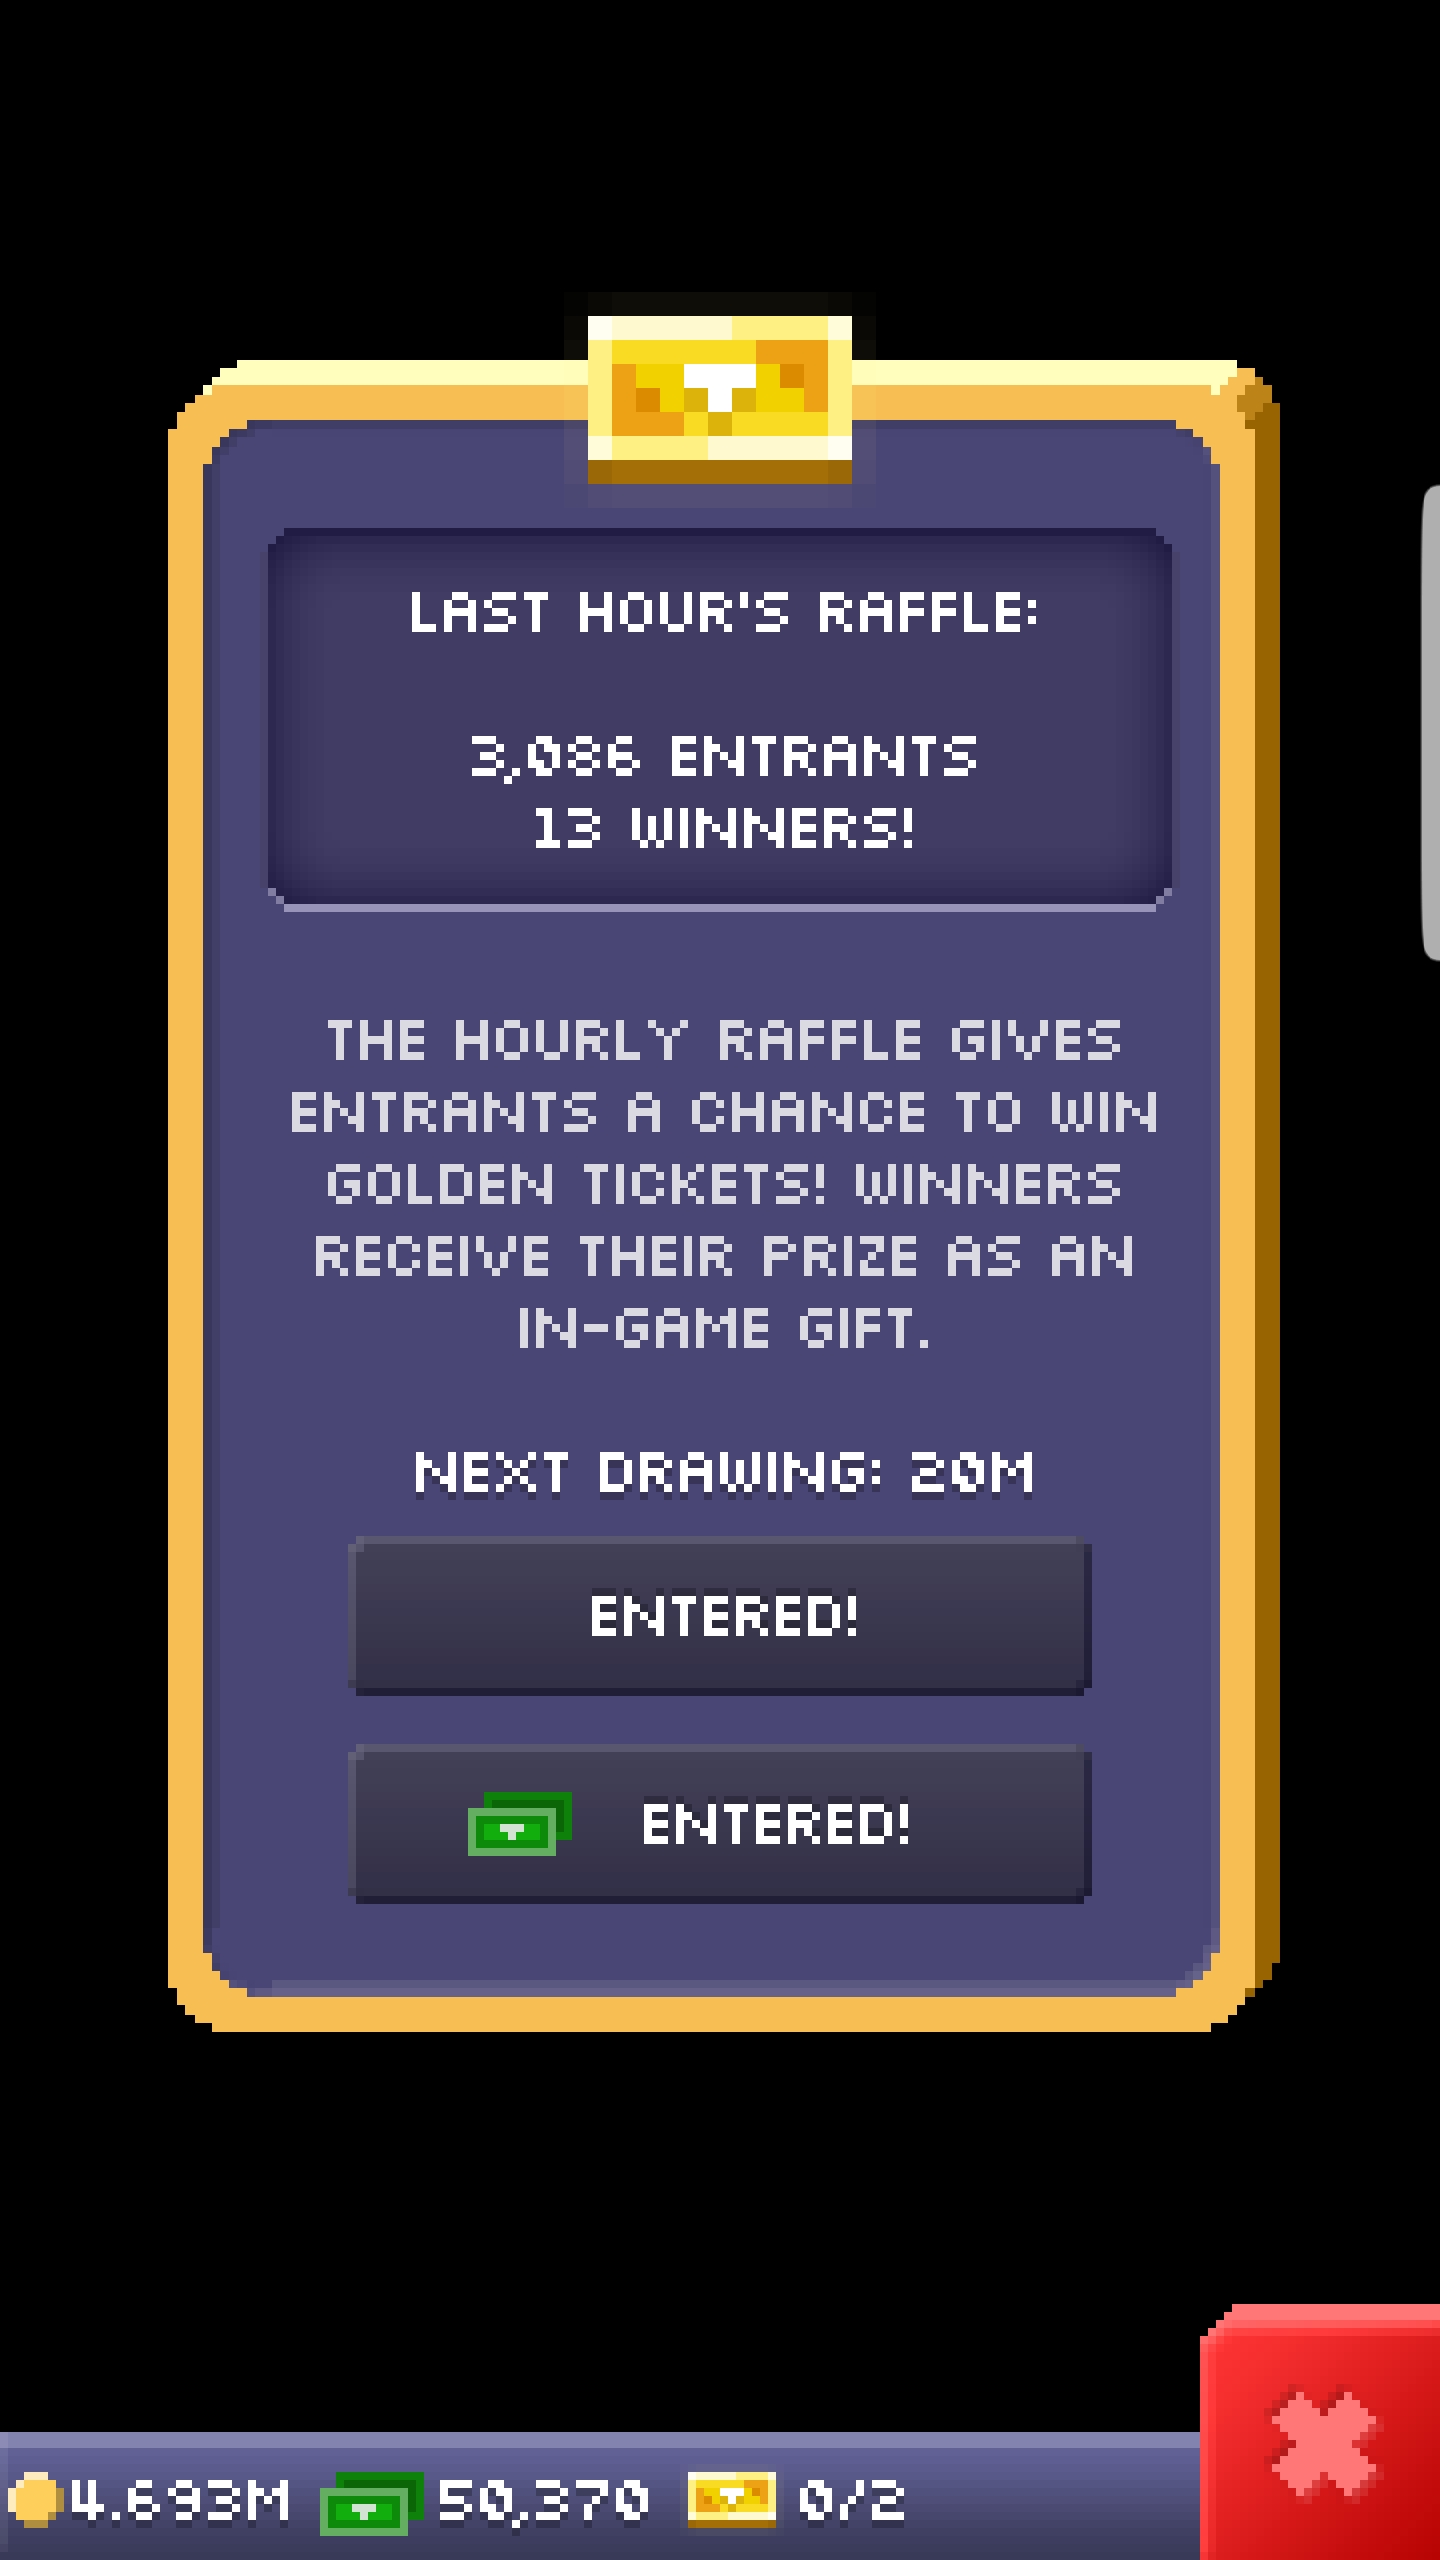 LAST HOUR'S RAFFLE:
3,086 ENTRANTS
13 WINNERS!
THE HOURLY RAFFLE GIVES
ENTRANTS A CHANCE TO WIN
GOLDEN TICKETS! WINNERS
RECEIVE THEIR PRIZE AS AN
IN-GAME GIFT.
NEXT DRAWING: 20M
ENTERED!
ENTERED!
4.693M 50,370 0/2